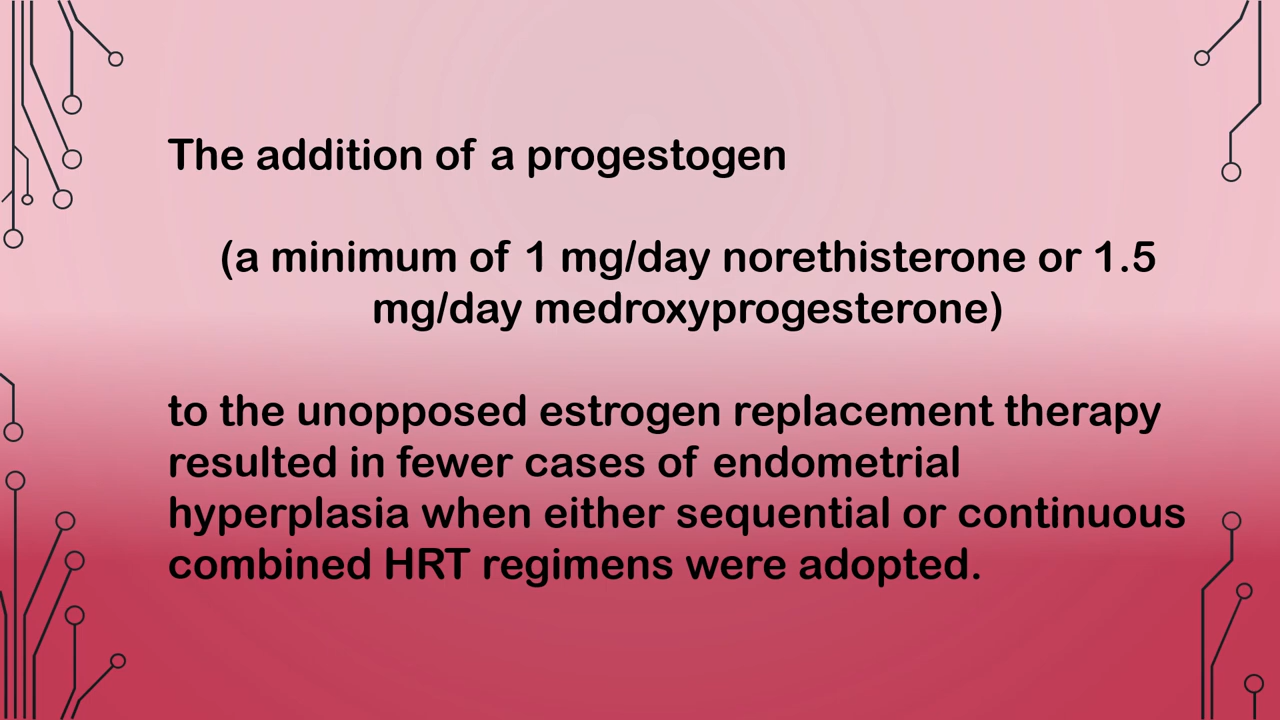 The addition of a progestogen
(a minimum of 1 mg/day norethisterone or 1.5
mg/day medroxyprogesterone)
to the unopposed estrogen replacement therapy
resulted in fewer cases of endometrial
hyperplasia when either sequential or continuous
combined HRT regimens were adopted.